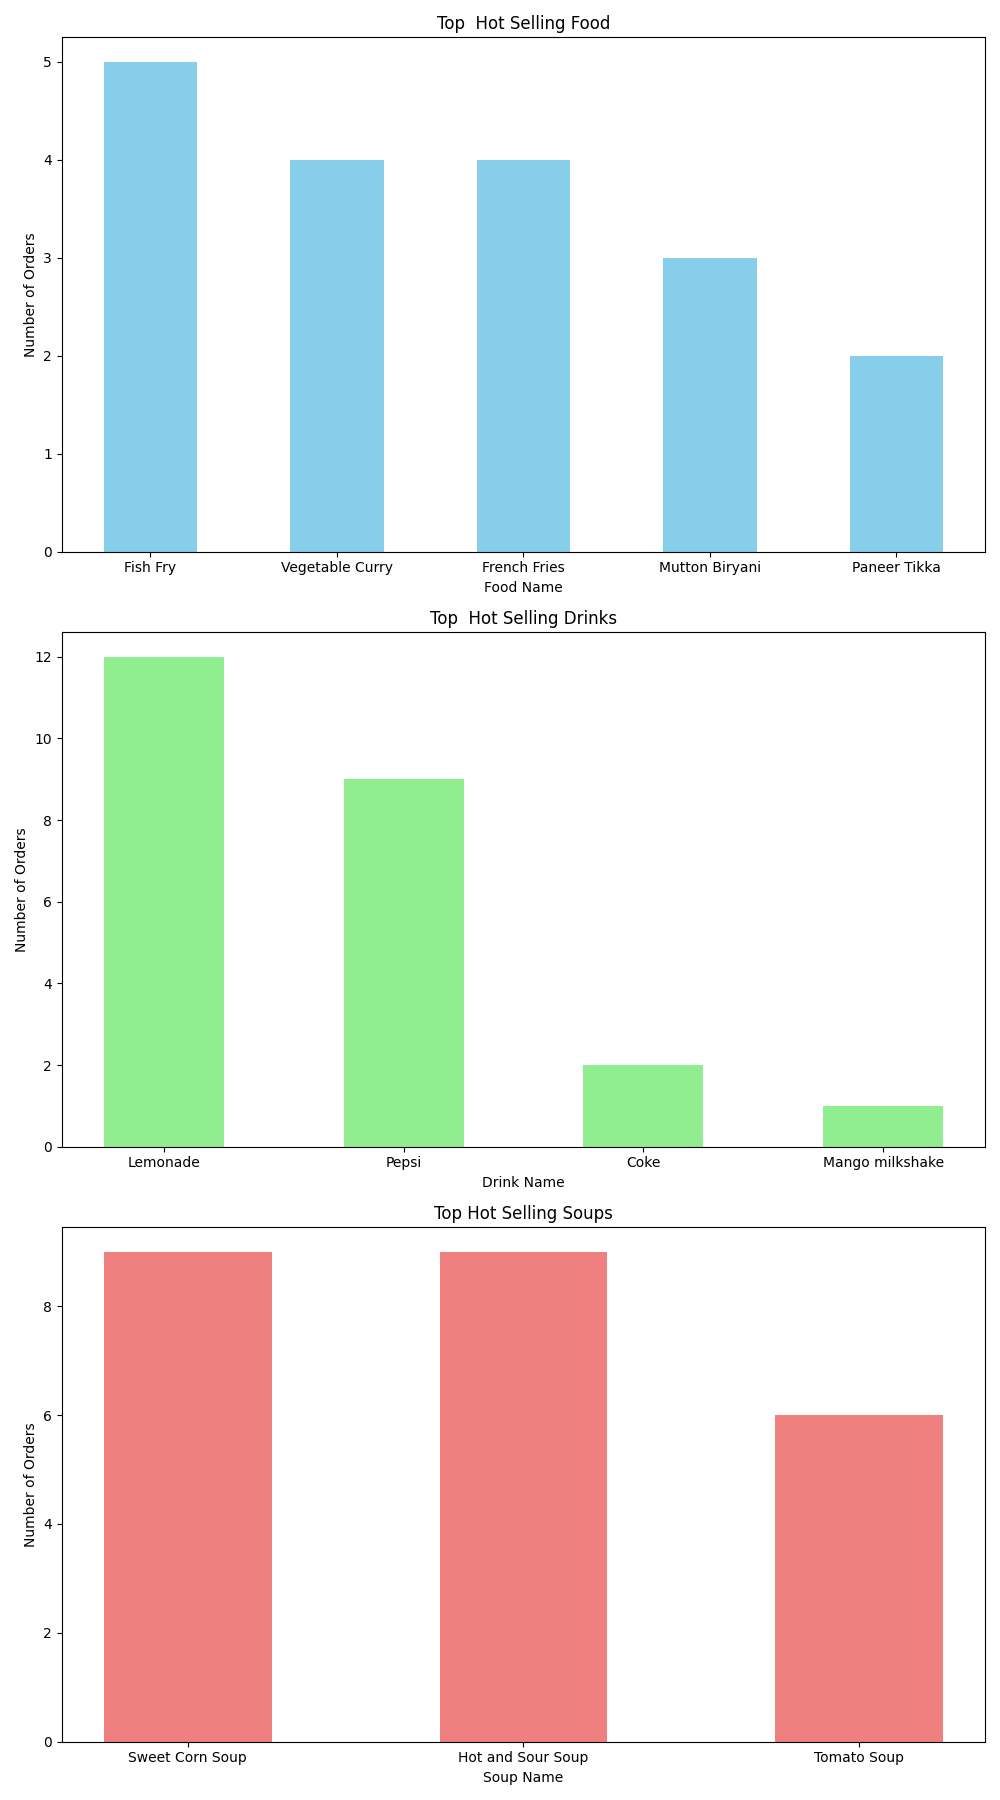 Top  Hot Selling Food
5
4
3
2
1
0
Number of Orders
Fish Fry
Vegetable Curry
French Fries
Mutton Biryani
Paneer Tikka
Food Name
Top  Hot Selling Drinks
12
10
8
6
4
2
0
Number of Orders
Lemonade
Pepsi
Coke
Mango milkshake
Drink Name
Top Hot Selling Soups
8
6
4
2
0
Number of Orders
Sweet Corn Soup
Hot and Sour Soup
Tomato Soup
Soup Name